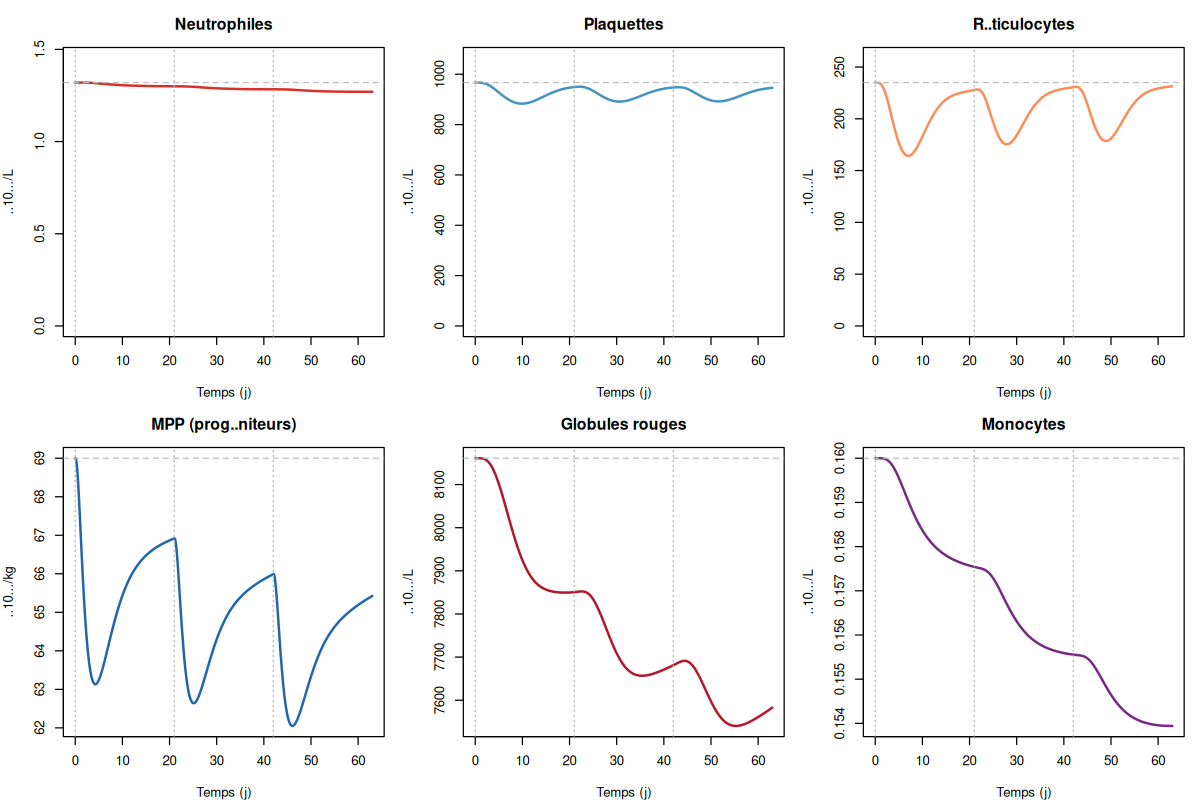 Neutrophiles
1.5
1.0
0.5
0.0
..10.../L
0 10 20 30 40 50 60
Temps (j)
Plaquettes
1000
800
600
400
200
0
..10.../L
0 10 20 30 40 50 60
Temps (j)
R..ticulocytes
250
200
150
100
50
0
..10.../L
0 10 20 30 40 50 60
Temps (j)
MPP (prog..niteurs)
69
68
67
66
65
64
63
62
..10.../kg
0 10 20 30 40 50 60
Temps (j)
Globules rouges
8100
8000
7900
7800
7700
7600
..10.../L
0 10 20 30 40 50 60
Temps (j)
Monocytes
0.160
0.159
0.158
0.157
0.156
0.155
0.154
..10.../L
0 10 20 30 40 50 60
Temps (j)